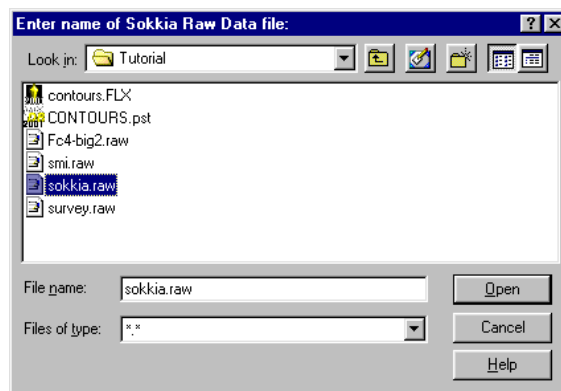 Enter name of Sokkia Raw Data file:
Look in: Tutorial
contours.FLX
CONTOURS.pst
Fc4-big2.raw
smi.raw
sokkia.raw
survey.raw
File name: sokkia.raw Open
Files of type: *.* Cancel
Help